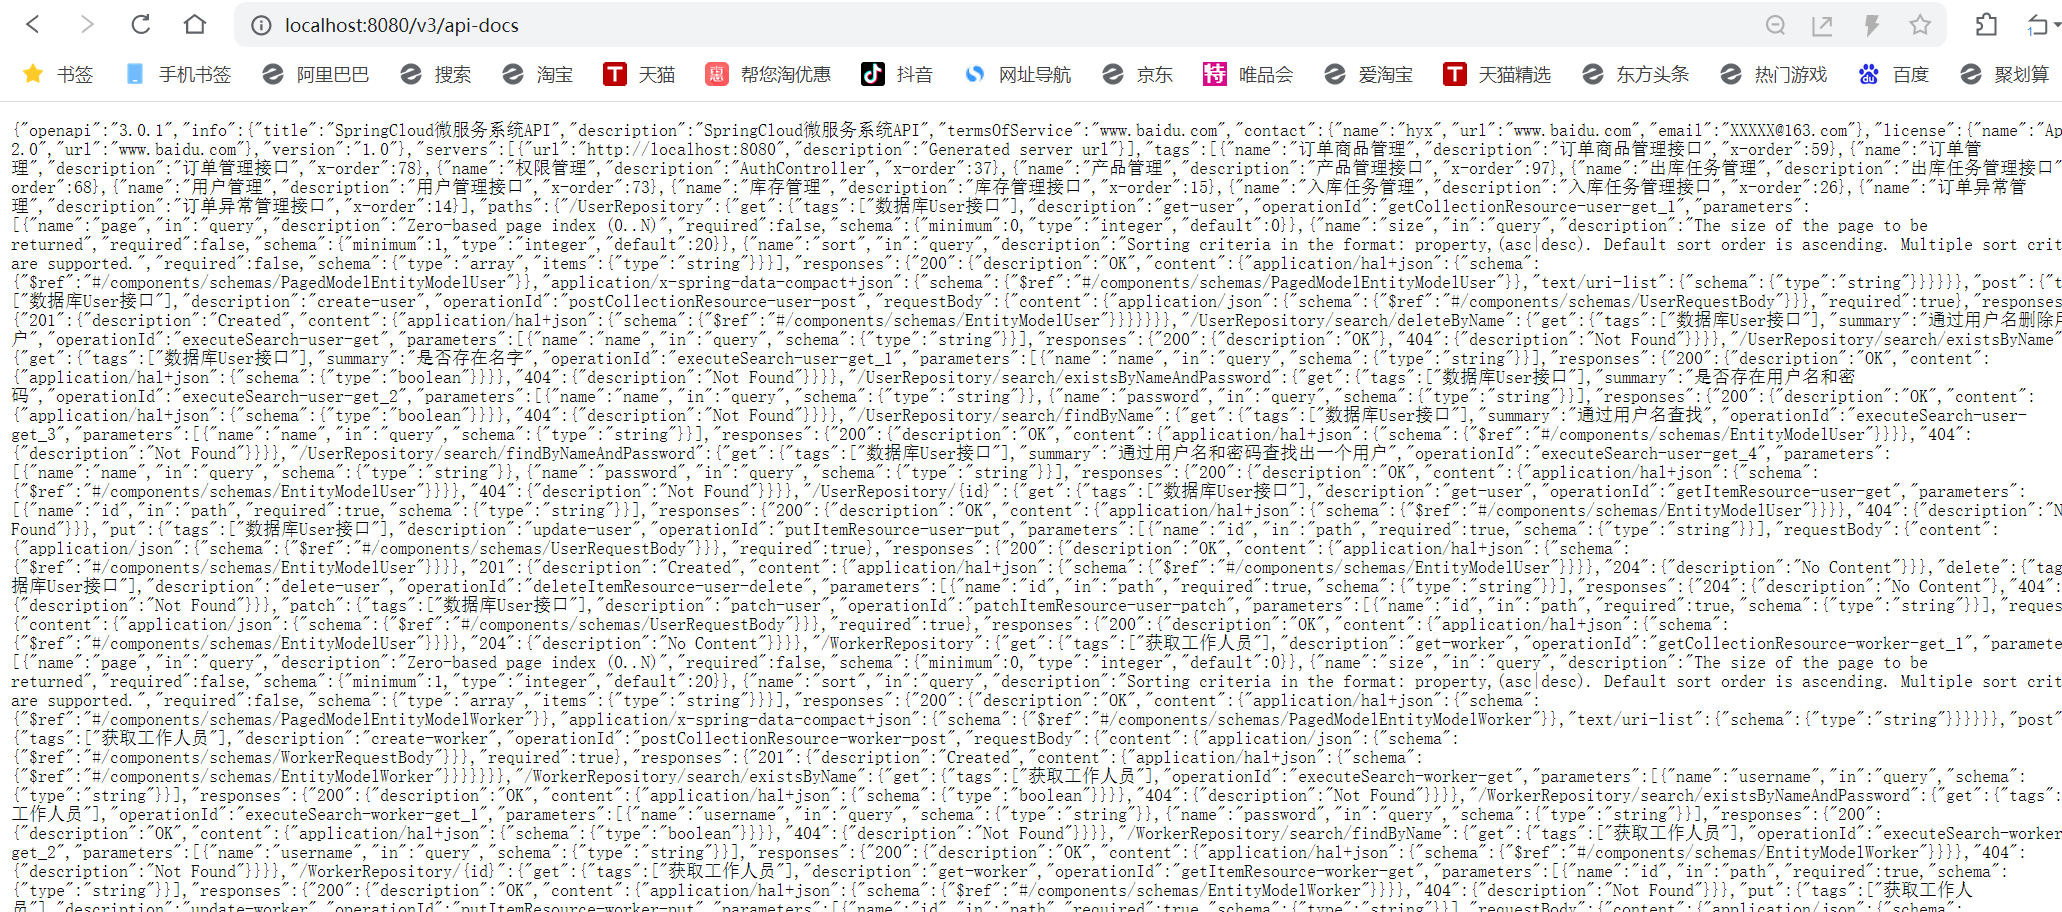 localhost:8080/v3/api-docs
书签 手机书签 阿里巴巴 搜索 淘宝 天猫 帮您淘优惠 抖音 网址导航 京东 唯品会 爱淘宝 天猫精选 东方头条 热门游戏 百度 聚划算
{"openapi":"3.0.1","info":{"title":"SpringCloud微服务系统API","description":"SpringCloud微服务系统API","termsOfService":"www.baidu.com","contact":{"name":"hyx","url":"www.baidu.com","email":"XXXXX@163.com"},"license":{"name":"Ap
2.0","url":"www.baidu.com"},"version":"1.0"},"servers":[{"url":"http://localhost:8080","description":"Generated server url"}],"tags":[{"name":"订单商品管理","description":"订单商品管理接口","x-order":59},{"name":"订单管
理","description":"订单管理接口","x-order":78},{"name":"权限管理","description":"AuthController","x-order":37},{"name":"产品管理","description":"产品管理接口","x-order":97},{"name":"出库任务管理","description":"出库任务管理接口"
order":68},{"name":"用户管理","description":"用户管理接口","x-order":73},{"name":"库存管理","description":"库存管理接口","x-order":15},{"name":"入库任务管理","description":"入库任务管理接口","x-order":26},{"name":"订单异常管
理","description":"订单异常管理接口","x-order":14}],"paths":{"/UserRepository":{"get":{"tags":["数据库User接口"],"description":"get-user","operationId":"getCollectionResource-user-get_1","parameters":
[{"name":"page","in":"query","description":"Zero-based page index (0..N)","required":false,"schema":{"minimum":0,"type":"integer","default":0}},{"name":"size","in":"query","description":"The size of the page to be
returned","required":false,"schema":{"minimum":1,"type":"integer","default":20}},{"name":"sort","in":"query","description":"Sorting criteria in the format: property,(asc|desc). Default sort order is ascending. Multiple sort crit
are supported.","required":false,"schema":{"type":"array","items":{"type":"string"}}}],"responses":{"200":{"description":"OK","content":{"application/hal+json":{"schema":
{"$ref":"#/components/schemas/PagedModelEntityModelUser"}},"application/x-spring-data-compact+json":{"schema":{"$ref":"#/components/schemas/PagedModelEntityModelUser"}},"text/uri-list":{"schema":{"type":"string"}}}}}},"post":{"t
["数据库User接口"],"description":"create-user","operationId":"postCollectionResource-user-post","requestBody":{"content":{"application/json":{"schema":{"$ref":"#/components/schemas/UserRequestBody"}}},"required":true},"responses
{"201":{"description":"Created","content":{"application/hal+json":{"schema":{"$ref":"#/components/schemas/EntityModelUser"}}}}}}},"/UserRepository/search/deleteByName":{"get":{"tags":["数据库User接口"],"summary":"通过用户名删除用
户","operationId":"executeSearch-user-get","parameters":[{"name":"name","in":"query","schema":{"type":"string"}}],"responses":{"200":{"description":"OK"},"404":{"description":"Not Found"}}}},"/UserRepository/search/existsByName"
{"get":{"tags":["数据库User接口"],"summary":"是否存在名字","operationId":"executeSearch-user-get_1","parameters":[{"name":"name","in":"query","schema":{"type":"string"}}],"responses":{"200":{"description":"OK","content":
{"application/hal+json":{"schema":{"type":"boolean"}}}},"404":{"description":"Not Found"}}}},"/UserRepository/search/existsByNameAndPassword":{"get":{"tags":["数据库User接口"],"summary":"是否存在用户名和密
码","operationId":"executeSearch-user-get_2","parameters":[{"name":"name","in":"query","schema":{"type":"string"}},{"name":"password","in":"query","schema":{"type":"string"}}],"responses":{"200":{"description":"OK","content":
{"application/hal+json":{"schema":{"type":"boolean"}}}},"404":{"description":"Not Found"}}}},"/UserRepository/search/findByName":{"get":{"tags":["数据库User接口"],"summary":"通过用户名查找","operationId":"executeSearch-user-
get_3","parameters":[{"name":"name","in":"query","schema":{"type":"string"}}],"responses":{"200":{"description":"OK","content":{"application/hal+json":{"schema":{"$ref":"#/components/schemas/EntityModelUser"}}}},"404":
{"description":"Not Found"}}}},"/UserRepository/search/findByNameAndPassword":{"get":{"tags":["数据库User接口"],"summary":"通过用户名和密码查找出一个用户","operationId":"executeSearch-user-get_4","parameters":
[{"name":"name","in":"query","schema":{"type":"string"}},{"name":"password","in":"query","schema":{"type":"string"}}],"responses":{"200":{"description":"OK","content":{"application/hal+json":{"schema":
{"$ref":"#/components/schemas/EntityModelUser"}}}},"404":{"description":"Not Found"}}}},"/UserRepository/{id}":{"get":{"tags":["数据库User接口"],"description":"get-user","operationId":"getItemResource-user-get","parameters":
[{"name":"id","in":"path","required":true,"schema":{"type":"string"}}],"responses":{"200":{"description":"OK","content":{"application/hal+json":{"schema":{"$ref":"#/components/schemas/EntityModelUser"}}}},"404":{"description":"N
Found"}}},"put":{"tags":["数据库User接口"],"description":"update-user","operationId":"putItemResource-user-put","parameters":[{"name":"id","in":"path","required":true,"schema":{"type":"string"}}],"requestBody":{"content":
{"application/json":{"schema":{"$ref":"#/components/schemas/UserRequestBody"}}},"required":true},"responses":{"200":{"description":"OK","content":{"application/hal+json":{"schema":
{"$ref":"#/components/schemas/EntityModelUser"}}}},"201":{"description":"Created","content":{"application/hal+json":{"schema":{"$ref":"#/components/schemas/EntityModelUser"}}}},"204":{"description":"No Content"}}},"delete":{"tag
据库User接口"],"description":"delete-user","operationId":"deleteItemResource-user-delete","parameters":[{"name":"id","in":"path","required":true,"schema":{"type":"string"}}],"responses":{"204":{"description":"No Content"},"404":
{"description":"Not Found"}}},"patch":{"tags":["数据库User接口"],"description":"patch-user","operationId":"patchItemResource-user-patch","parameters":[{"name":"id","in":"path","required":true,"schema":{"type":"string"}}],"reques
{"content":{"application/json":{"schema":{"$ref":"#/components/schemas/UserRequestBody"}}},"required":true},"responses":{"200":{"description":"OK","content":{"application/hal+json":{"schema":
{"$ref":"#/components/schemas/EntityModelUser"}}}},"204":{"description":"No Content"}}}},"/WorkerRepository":{"get":{"tags":["获取工作人员"],"description":"get-worker","operationId":"getCollectionResource-worker-get_1","paramete
[{"name":"page","in":"query","description":"Zero-based page index (0..N)","required":false,"schema":{"minimum":0,"type":"integer","default":0}},{"name":"size","in":"query","description":"The size of the page to be
returned","required":false,"schema":{"minimum":1,"type":"integer","default":20}},{"name":"sort","in":"query","description":"Sorting criteria in the format: property,(asc|desc). Default sort order is ascending. Multiple sort crit
are supported.","required":false,"schema":{"type":"array","items":{"type":"string"}}}],"responses":{"200":{"description":"OK","content":{"application/hal+json":{"schema":
{"$ref":"#/components/schemas/PagedModelEntityModelWorker"}},"application/x-spring-data-compact+json":{"schema":{"$ref":"#/components/schemas/PagedModelEntityModelWorker"}},"text/uri-list":{"schema":{"type":"string"}}}}}},"post"
{"tags":["获取工作人员"],"description":"create-worker","operationId":"postCollectionResource-worker-post","requestBody":{"content":{"application/json":{"schema":
{"$ref":"#/components/schemas/WorkerRequestBody"}}},"required":true},"responses":{"201":{"description":"Created","content":{"application/hal+json":{"schema":
{"$ref":"#/components/schemas/EntityModelWorker"}}}}}}},"/WorkerRepository/search/existsByName":{"get":{"tags":["获取工作人员"],"operationId":"executeSearch-worker-get","parameters":[{"name":"username","in":"query","schema":
{"type":"string"}}],"responses":{"200":{"description":"OK","content":{"application/hal+json":{"schema":{"type":"boolean"}}}},"404":{"description":"Not Found"}}}},"/WorkerRepository/search/existsByNameAndPassword":{"get":{"tags":
工作人员"],"operationId":"executeSearch-worker-get_1","parameters":[{"name":"username","in":"query","schema":{"type":"string"}},{"name":"password","in":"query","schema":{"type":"string"}}],"responses":{"200":
{"description":"OK","content":{"application/hal+json":{"schema":{"type":"boolean"}}}},"404":{"description":"Not Found"}}}},"/WorkerRepository/search/findByName":{"get":{"tags":["获取工作人员"],"operationId":"executeSearch-worker
get_2","parameters":[{"name":"username","in":"query","schema":{"type":"string"}}],"responses":{"200":{"description":"OK","content":{"application/hal+json":{"schema":{"$ref":"#/components/schemas/EntityModelWorker"}}}},"404":
{"description":"Not Found"}}}},"/WorkerRepository/{id}":{"get":{"tags":["获取工作人员"],"description":"get-worker","operationId":"getItemResource-worker-get","parameters":[{"name":"id","in":"path","required":true,"schema":
{"type":"string"}}],"responses":{"200":{"description":"OK","content":{"application/hal+json":{"schema":{"$ref":"#/components/schemas/EntityModelWorker"}}}},"404":{"description":"Not Found"}}},"put":{"tags":["获取工作人
员"],"description":"update-worker","operationId":"putItemResource-worker-put","parameters":[{"name":"id","in":"path","required":true,"schema":{"type":"string"}}],"requestBody":{"content":{"application/json":{"schema":